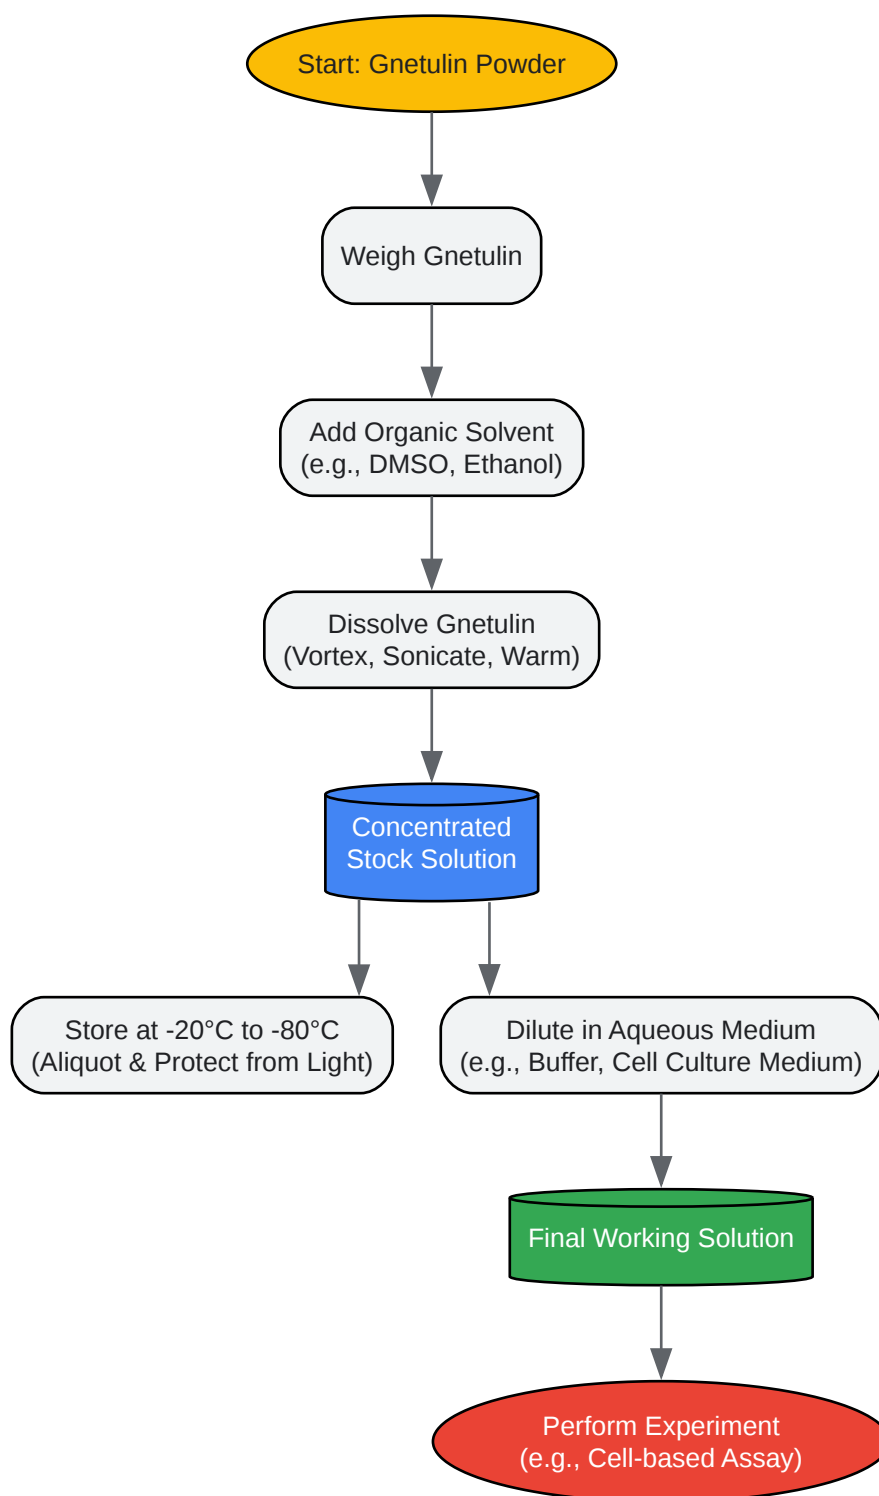 Start: Gnetulin Powder
Weigh Gnetulin
Add Organic Solvent
(e.g., DMSO, Ethanol)
Dissolve Gnetulin
(Vortex, Sonicate, Warm)
Concentrated
Stock Solution
Store at -20°C to -80°C
(Aliquot & Protect from Light)
Dilute in Aqueous Medium
(e.g., Buffer, Cell Culture Medium)
Final Working Solution
Perform Experiment
(e.g., Cell-based Assay)